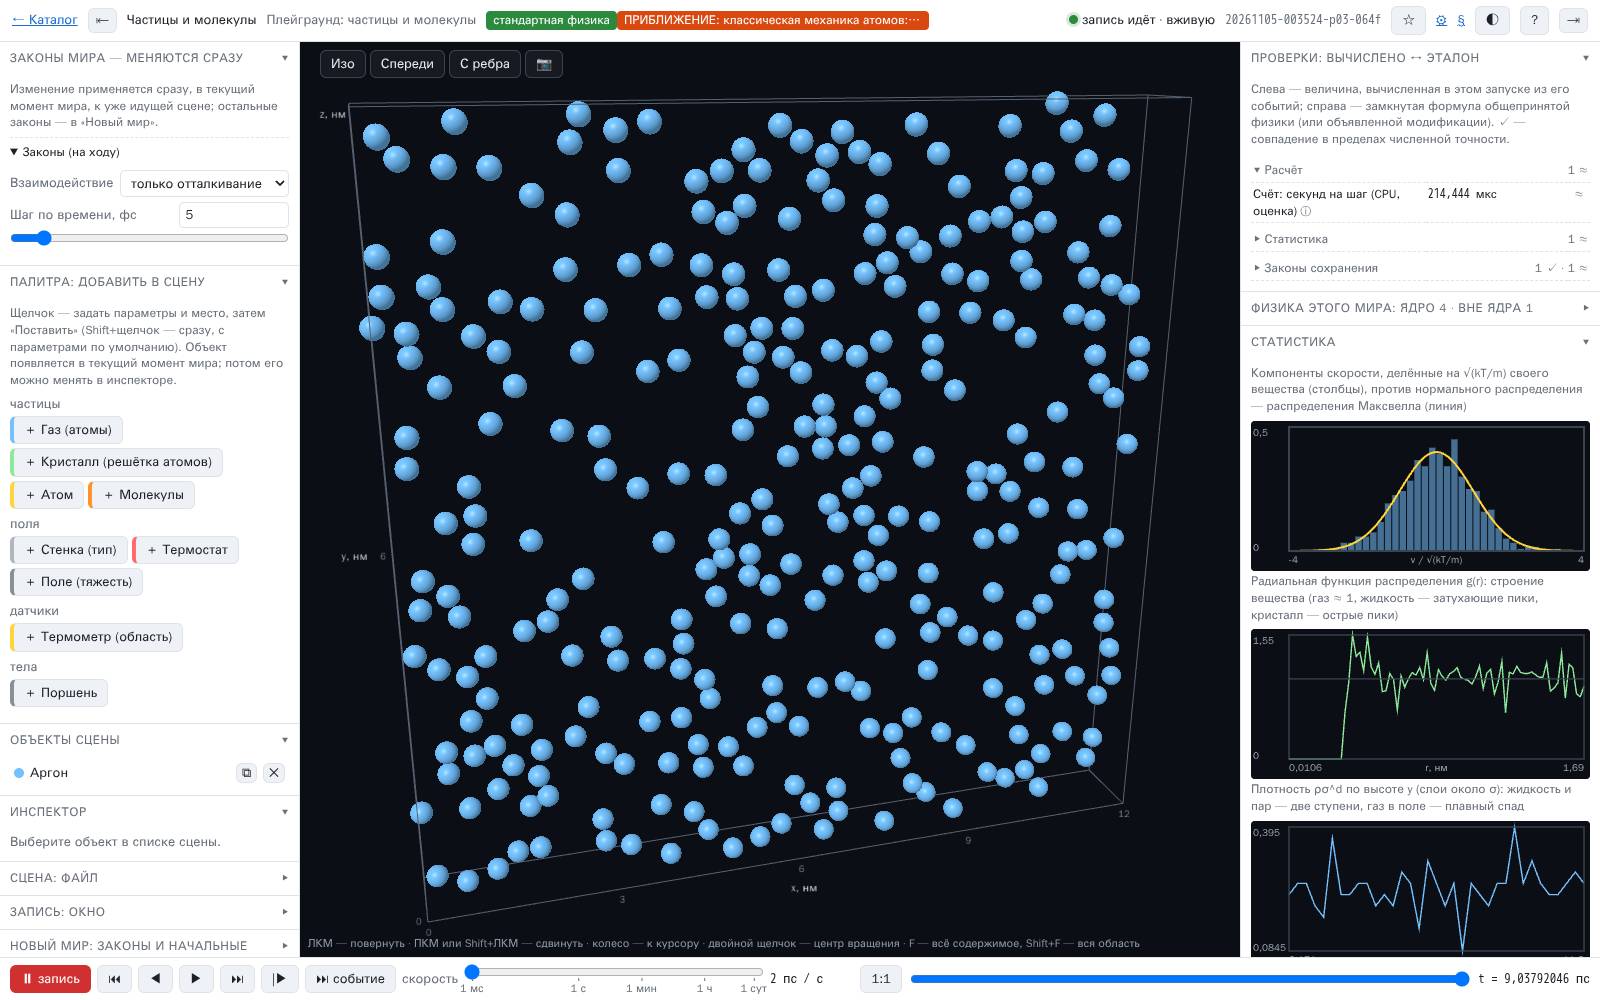 ← Каталог
⇤
Частицы и молекулы
Плейграунд: частицы и молекулы
стандартная физика
ПРИБЛИЖЕНИЕ: классическая механика атомов:···
запись идёт · вживую
20261105-003524-p03-064f
☆
⚙
§
?
⇥
ЗАКОНЫ МИРА — МЕНЯЮТСЯ СРАЗУ
Изменение применяется сразу, в текущий
момент мира, к уже идущей сцене; остальные
законы — в «Новый мир».
▼ Законы (на ходу)
Взаимодействие
только отталкивание
Шаг по времени, фс
5
ПАЛИТРА: ДОБАВИТЬ В СЦЕНУ
Щелчок — задать параметры и место, затем
«Поставить» (Shift+щелчок — сразу, с
параметрами по умолчанию). Объект
появляется в текущий момент мира; потом его
можно менять в инспекторе.
частицы
+ Газ (атомы)
+ Кристалл (решётка атомов)
+ Атом
+ Молекулы
поля
+ Стенка (тип)
+ Термостат
+ Поле (тяжесть)
датчики
+ Термометр (область)
тела
+ Поршень
ОБЪЕКТЫ СЦЕНЫ
Аргон
ИНСПЕКТОР
Выберите объект в списке сцены.
СЦЕНА: ФАЙЛ
ЗАПИСЬ: ОКНО
НОВЫЙ МИР: ЗАКОНЫ И НАЧАЛЬНЫЕ
Изо
Спереди
С ребра
z, нм
y, нм
6
12
9
6
x, нм
3
0
0
ЛКМ — повернуть · ПКМ или Shift+ЛКМ — сдвинуть · колесо — к курсору · двойной щелчок — центр вращения · F — всё содержимое, Shift+F — вся область
ПРОВЕРКИ: ВЫЧИСЛЕНО ↔ ЭТАЛОН
Слева — величина, вычисленная в этом запуске из его
событий; справа — замкнутая формула общепринятой
физики (или объявленной модификации). ✓ —
совпадение в пределах численной точности.
▾ Расчёт
1 ≈
Счёт: секунд на шаг (CPU,
оценка) ⓘ
214,444 мкс
≈
▸ Статистика
1 ≈
▸ Законы сохранения
1 ✓ · 1 ≈
ФИЗИКА ЭТОГО МИРА: ЯДРО 4 · ВНЕ ЯДРА 1
СТАТИСТИКА
Компоненты скорости, делённые на √(kT/m) своего
вещества (столбцы), против нормального распределения
— распределения Максвелла (линия)
0,5
0
-4
v / √(kT/m)
4
Радиальная функция распределения g(r): строение
вещества (газ ≈ 1, жидкость — затухающие пики,
кристалл — острые пики)
1,55
0
0,0106
r, нм
1,69
Плотность ρσ^d по высоте y (слои около σ): жидкость и
пар — две ступени, газ в поле — плавный спад
0,395
0,0845
⏸ запись
⏭ событие
скорость
1 мс
1 с
1 мин
1 ч
1 сут
2 пс / с
1:1
t = 9,03792046 пс